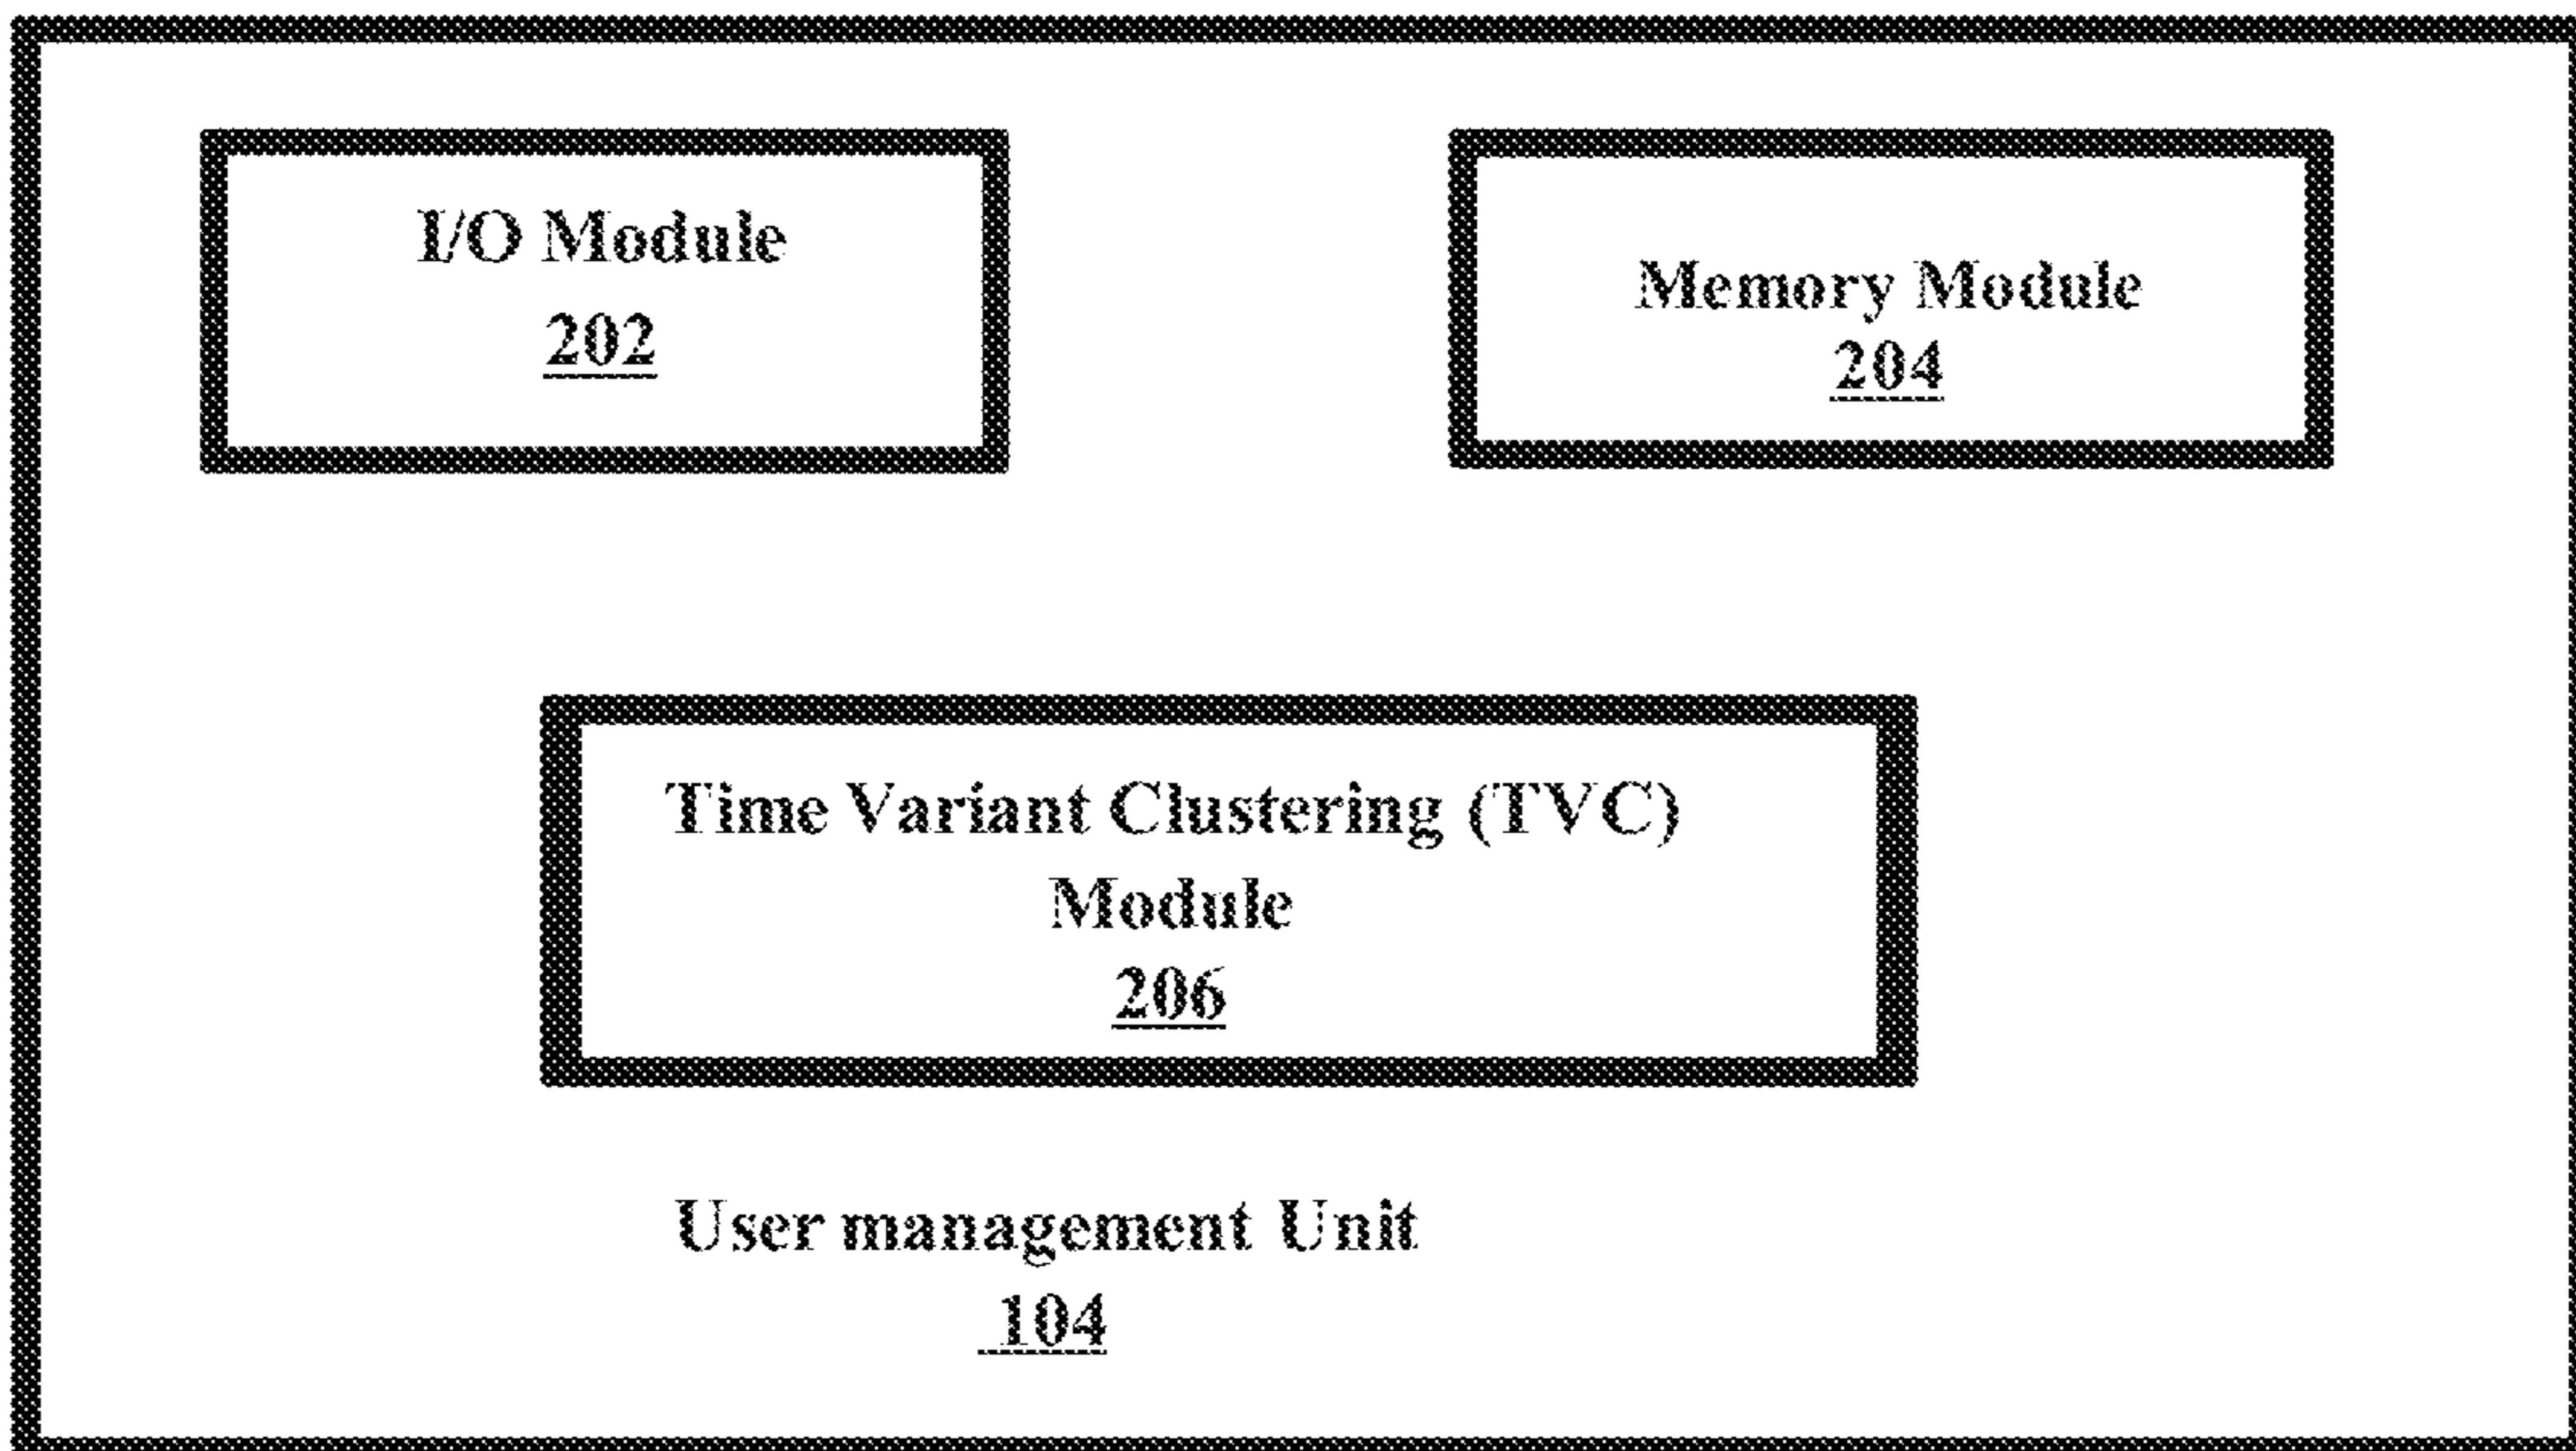 I/O Module
202
Memory Module
204
Time Variant Clustering (TVC)
Module
206
User management Unit
104